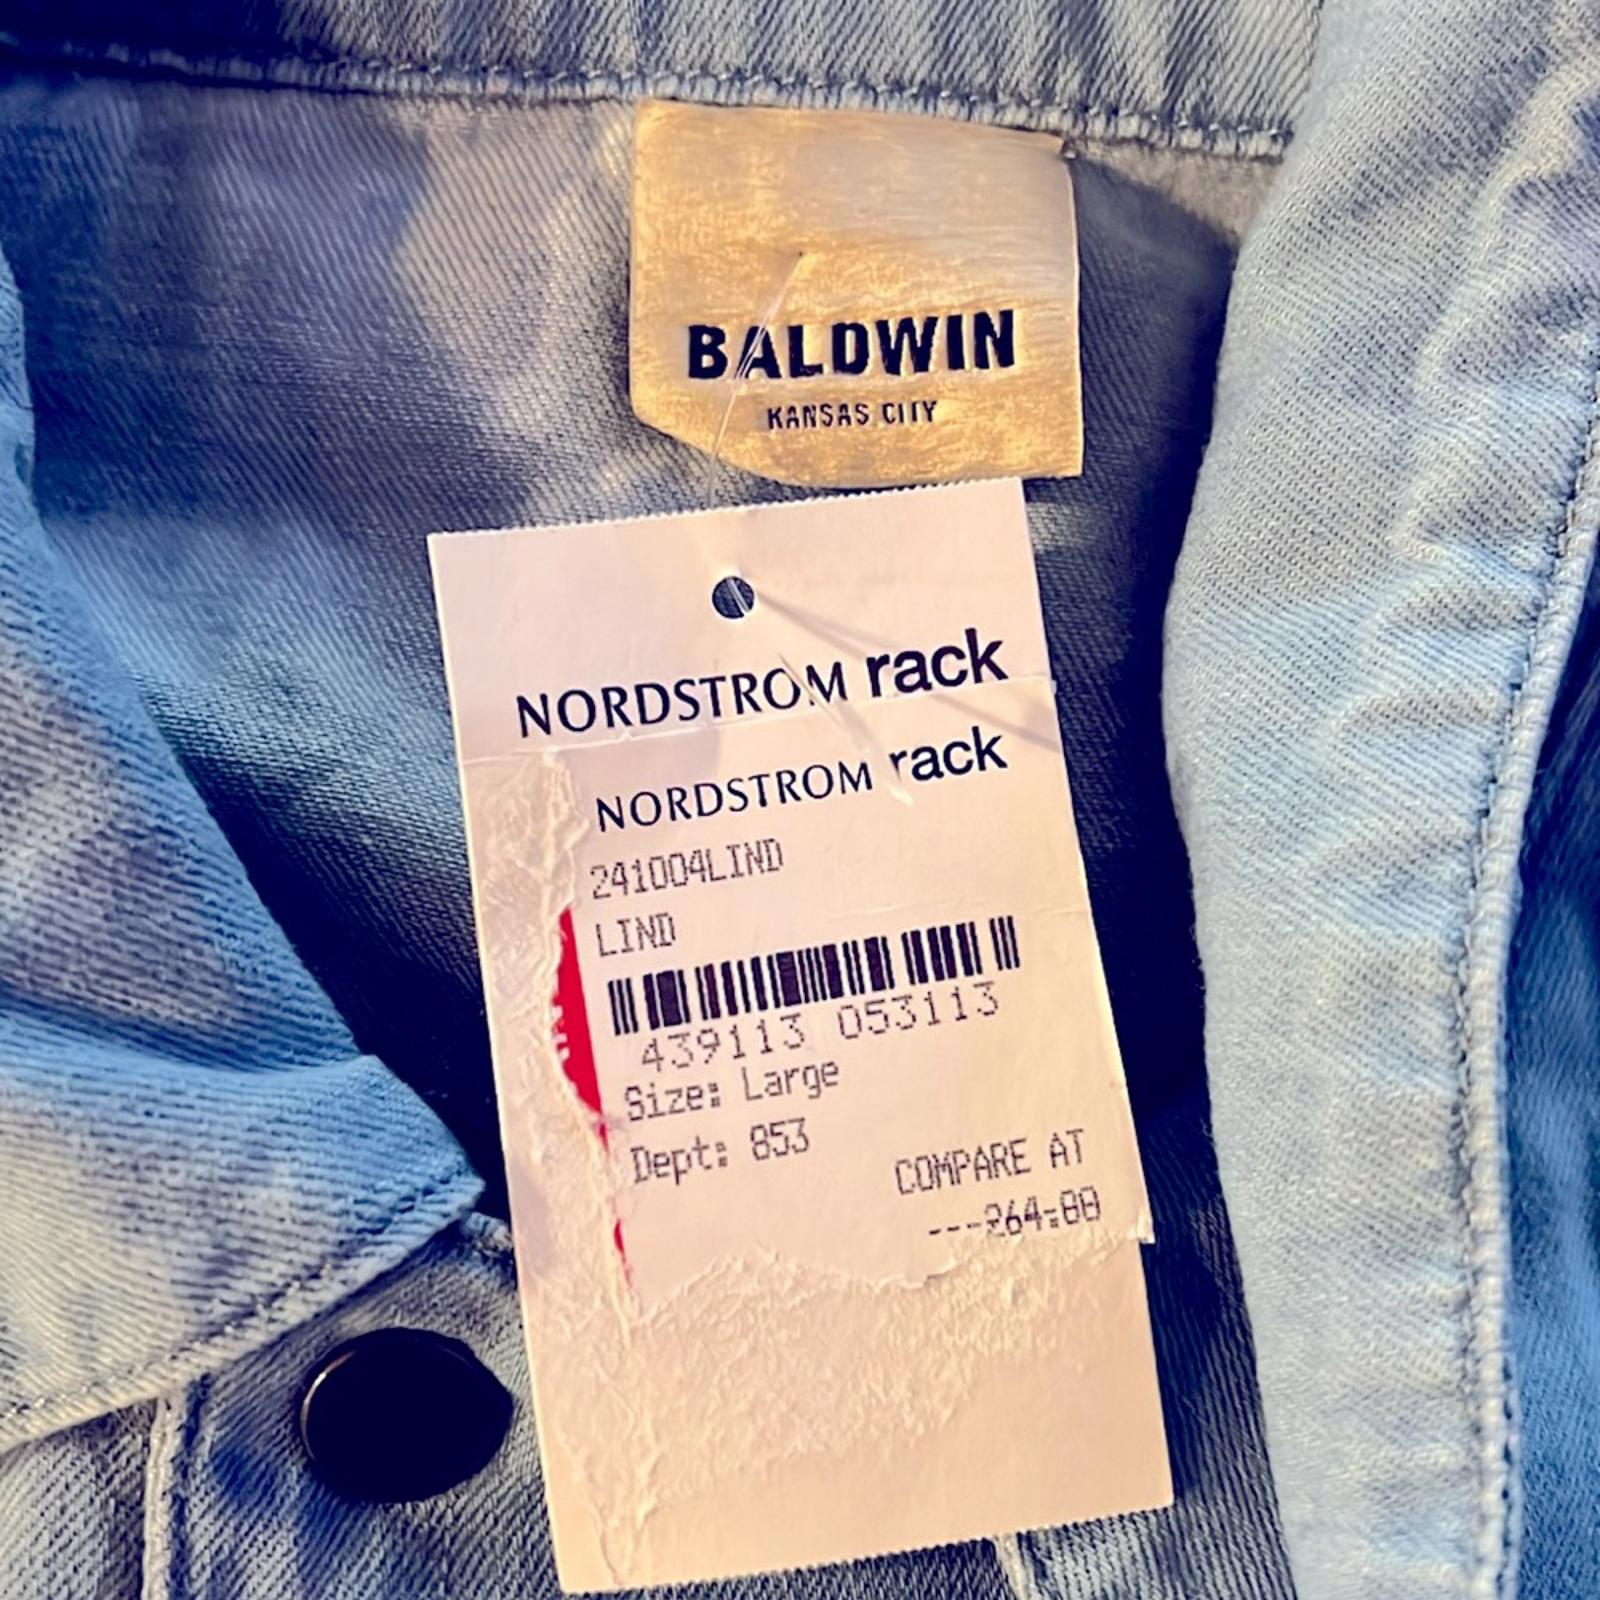 BALDWIN
KANSAS CITY
NORDSTROM rack
NORDSTROM rack
241004LIND
LIND
439113 053113
Size: Large
Dept: 853
COMPARE AT
---264.00